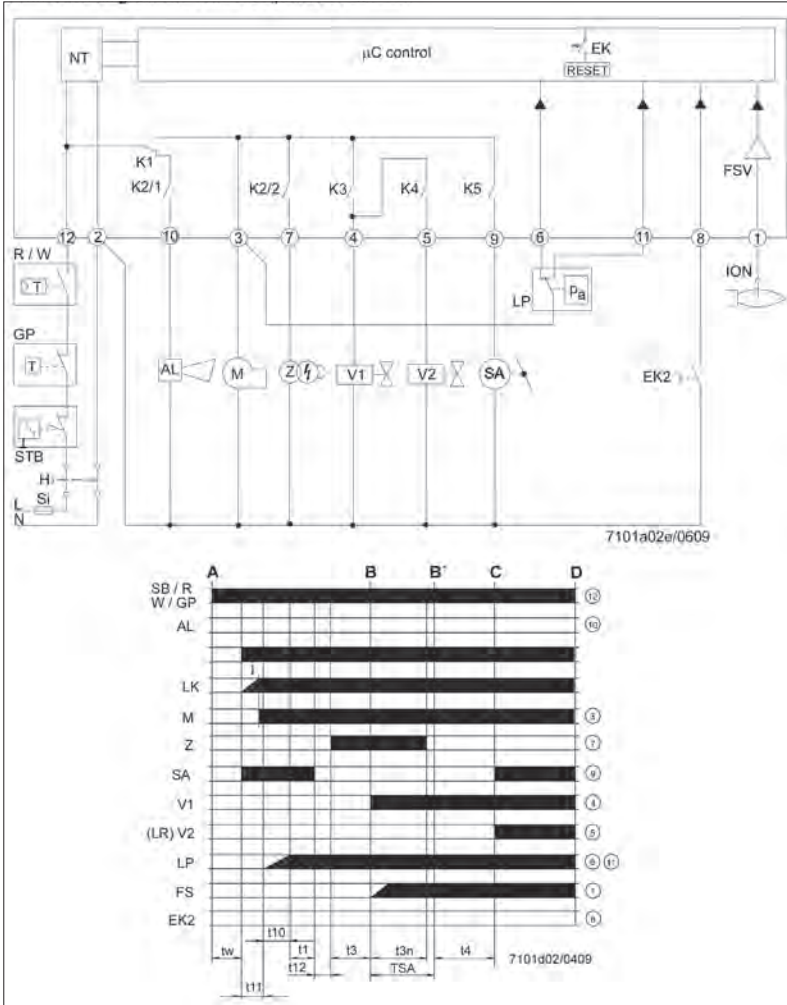 NT
µC control
EK
RESET
FSV
K1
K2/1
K2/2
K3
K4
K5
12 2 10 3 7 4 5 9 6 11 8 1
R / W
T
LP
Pa
ION
GP
T
AL
M
Z
V1
V2
SA
EK2
STB
H
Si
L
N
7101a02e/0609
A B B' C D
SB / R
W / GP
12
AL
10
LK
M
3
Z
7
SA
9
V1
4
(LR) V2
5
LP
6 11
FS
1
EK2
8
t10
tw
t1
t3
t3n
t4
7101d02/0409
t12
TSA
t11